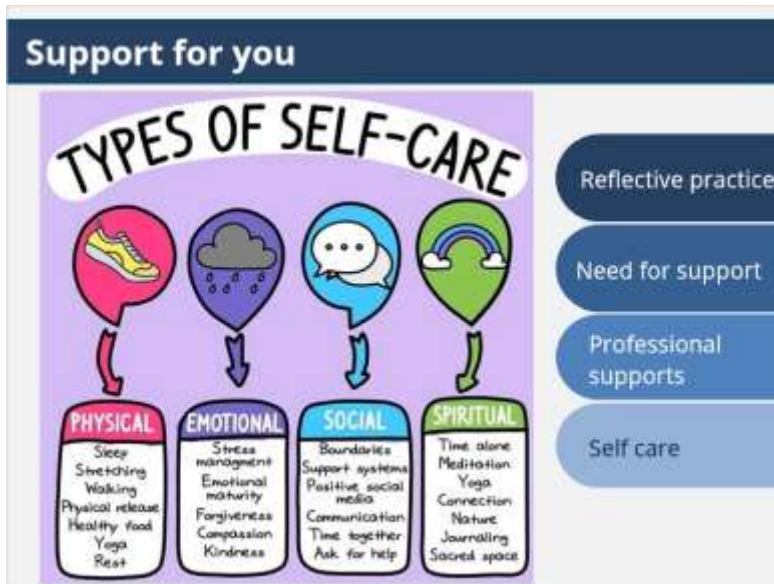 Support for you
TYPES OF SELF-CARE
PHYSICAL
Sleep
Stretching
Walking
Physical release
Healthy food
Yoga
Rest
EMOTIONAL
Stress
managment
Emotional
maturity
Forgiveness
Compassion
Kindness
SOCIAL
Boundaries
Support systems
Positive social
media
Communication
Time together
Ask for help
SPIRITUAL
Time alone
Meditation
Yoga
Connection
Nature
Journaling
Sacred space
Reflective practice
Need for support
Professional
supports
Self care